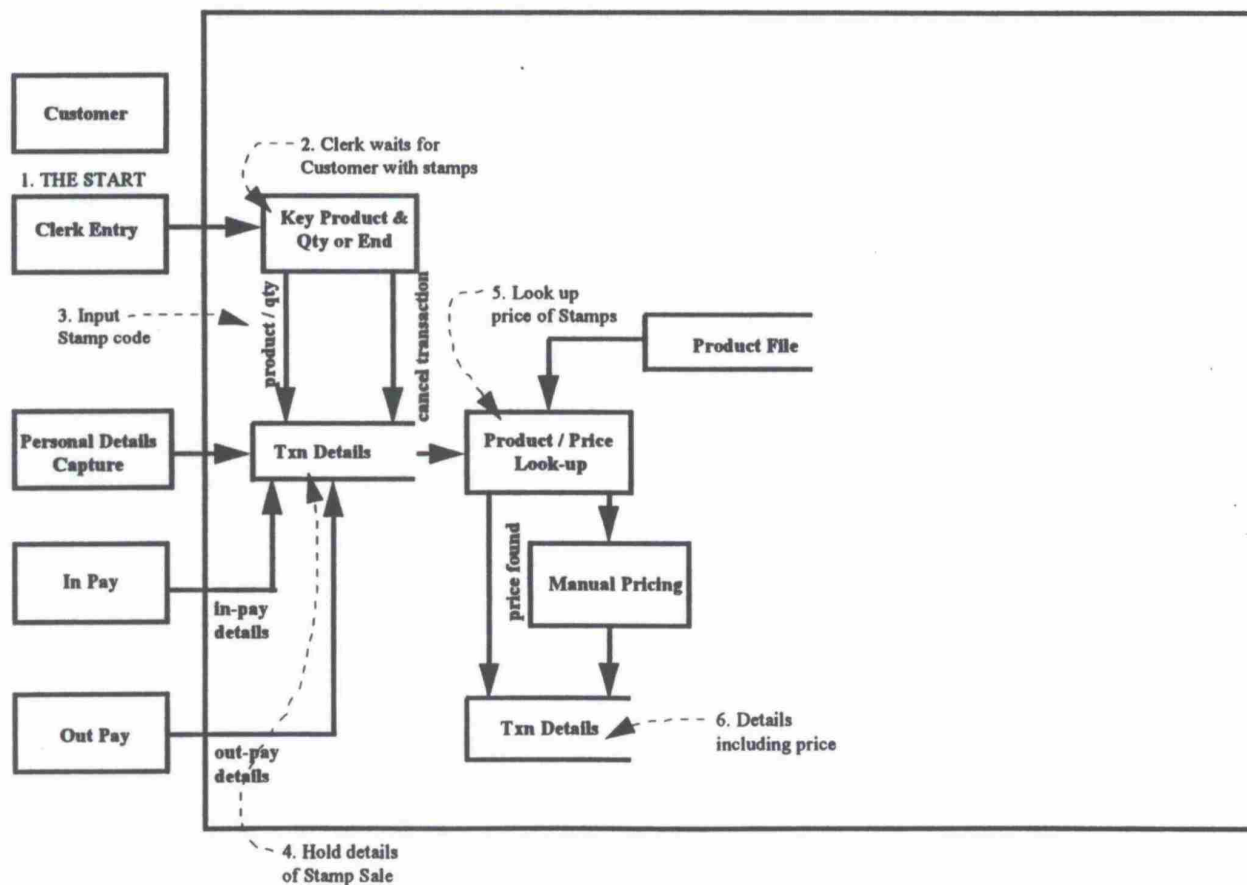 Customer
2. Clerk waits for
Customer with stamps
1. THE START
Clerk Entry
Key Product &
Qty or End
3. Input
Stamp code
product / qty
cancel transaction
5. Look up
price of Stamps
Product File
Personal Details
Capture
Txn Details
Product / Price
Look-up
In Pay
in-pay
details
price found
Manual Pricing
Out Pay
out-pay
details
Txn Details
6. Details
including price
4. Hold details
of Stamp Sale